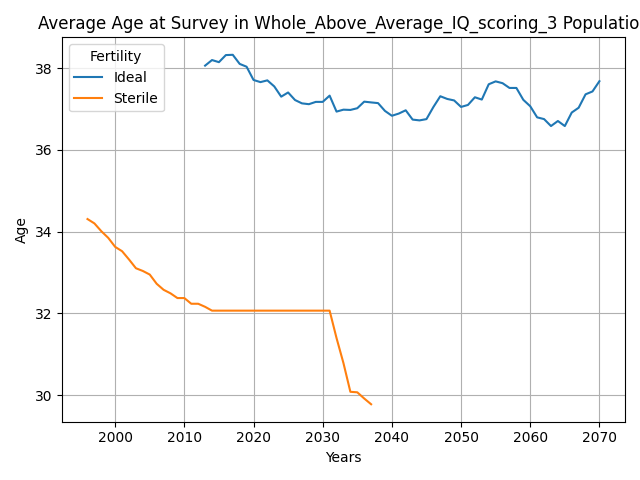 Average Age at Survey in Whole_Above_Average_IQ_scoring_3 Populatio
Fertility
Ideal
Sterile
Age
38
36
34
32
30
2000 2010 2020 2030 2040 2050 2060 2070
Years